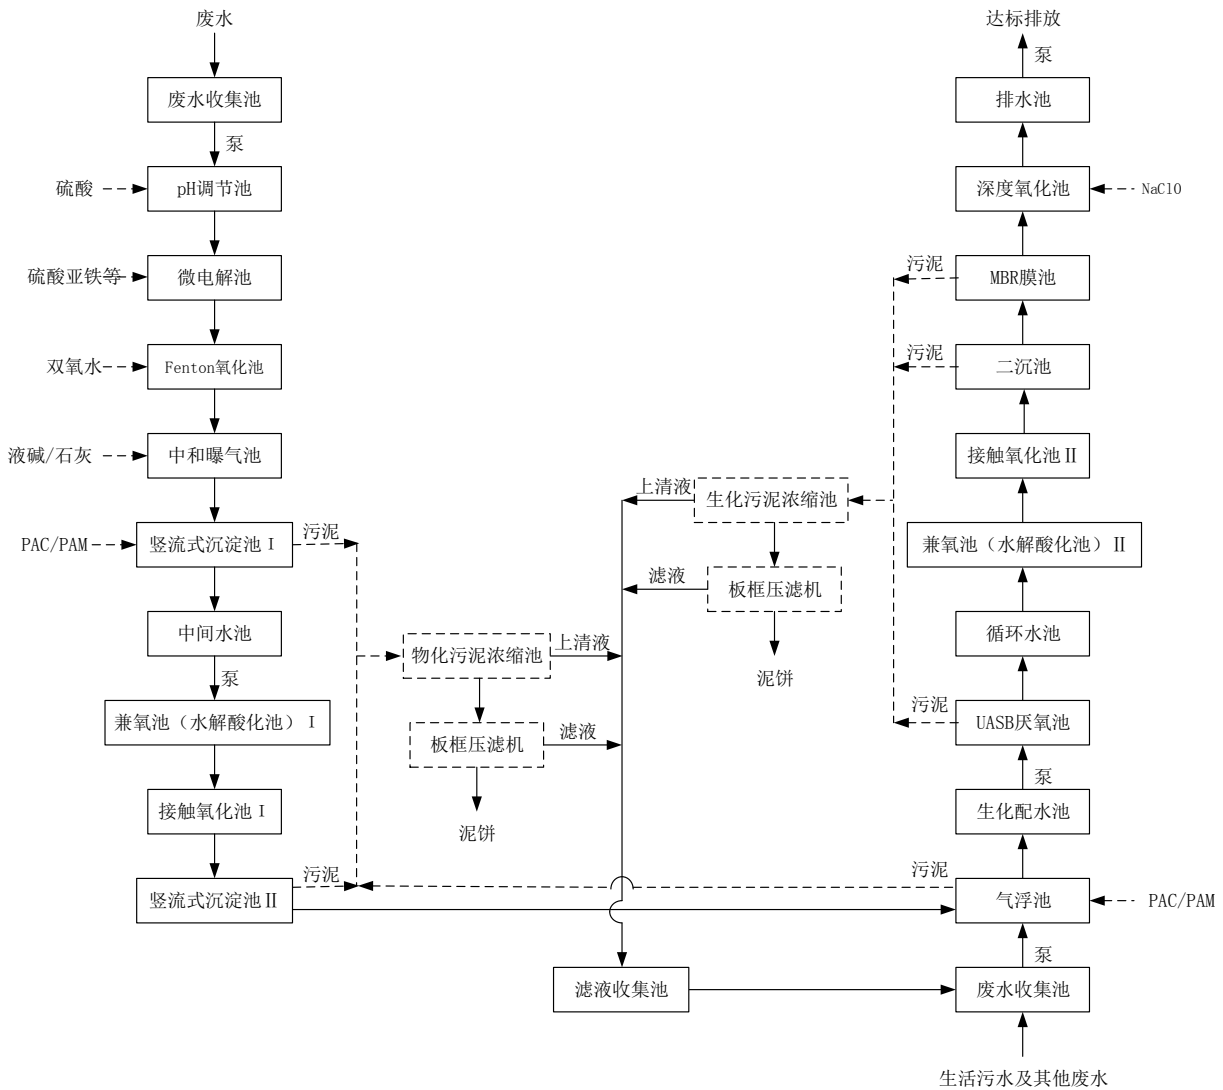 废水
废水收集池
泵
硫酸
pH调节池
硫酸亚铁等
微电解池
双氧水
Fenton氧化池
液碱/石灰
中和曝气池
PAC/PAM
竖流式沉淀池Ⅰ
污泥
中间水池
泵
兼氧池（水解酸化池）Ⅰ
接触氧化池Ⅰ
竖流式沉淀池Ⅱ
污泥
物化污泥浓缩池
上清液
板框压滤机
滤液
泥饼
上清液
生化污泥浓缩池
滤液
板框压滤机
泥饼
滤液收集池
达标排放
泵
排水池
深度氧化池
NaClO
污泥
MBR膜池
污泥
二沉池
接触氧化池Ⅱ
兼氧池（水解酸化池）Ⅱ
循环水池
污泥
UASB厌氧池
泵
生化配水池
污泥
气浮池
PAC/PAM
泵
废水收集池
生活污水及其他废水